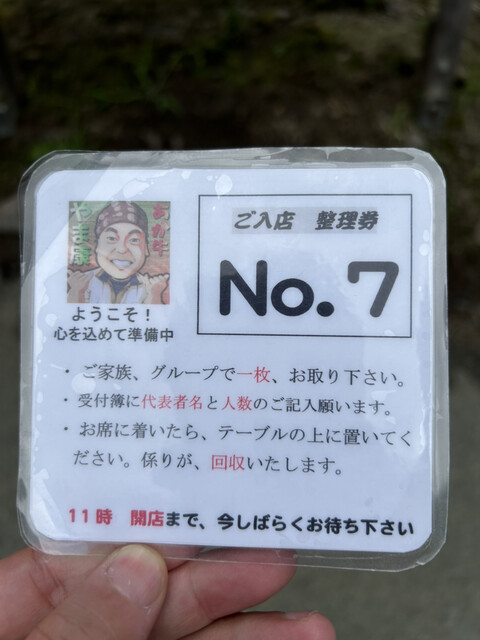 やま康
ご入店　整理券
No. 7
ようこそ！
心を込めて準備中
・ご家族、グループで一枚、お取り下さい。
・受付簿に代表者名と人数のご記入願います。
・お席に着いたら、テーブルの上に置いてく
ださい。係りが、回収いたします。
11時　開店まで、今しばらくお待ち下さい